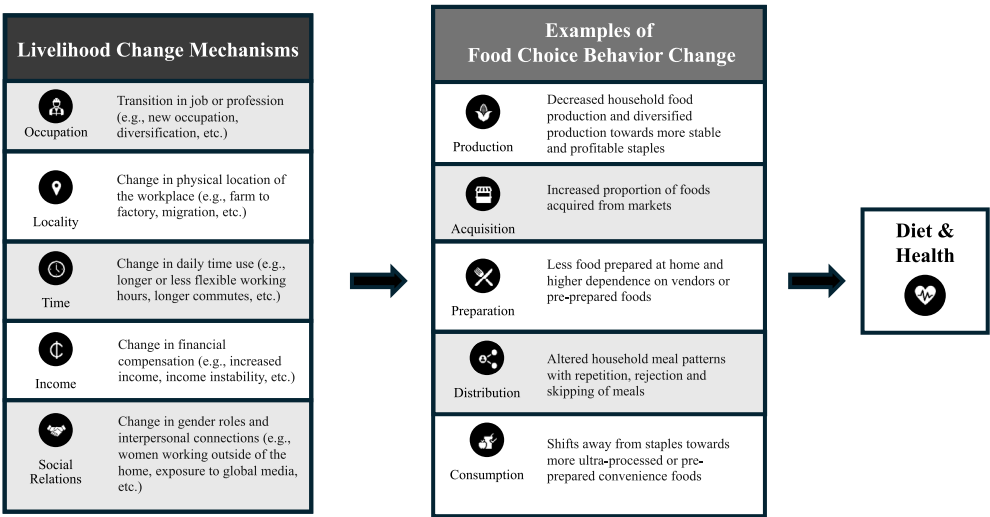 Livelihood Change Mechanisms
Occupation
Transition in job or profession
(e.g., new occupation,
diversification, etc.)
Locality
Change in physical location of
the workplace (e.g., farm to
factory, migration, etc.)
Time
Change in daily time use (e.g.,
longer or less flexible working
hours, longer commutes, etc.)
Income
Change in financial
compensation (e.g., increased
income, income instability, etc.)
Social
Relations
Change in gender roles and
interpersonal connections (e.g.,
women working outside of the
home, exposure to global media,
etc.)
Examples of
Food Choice Behavior Change
Production
Decreased household food
production and diversified
production towards more stable
and profitable staples
Acquisition
Increased proportion of foods
acquired from markets
Preparation
Less food prepared at home and
higher dependence on vendors or
pre-prepared foods
Distribution
Altered household meal patterns
with repetition, rejection and
skipping of meals
Consumption
Shifts away from staples towards
more ultra-processed or pre-
prepared convenience foods
Diet &
Health